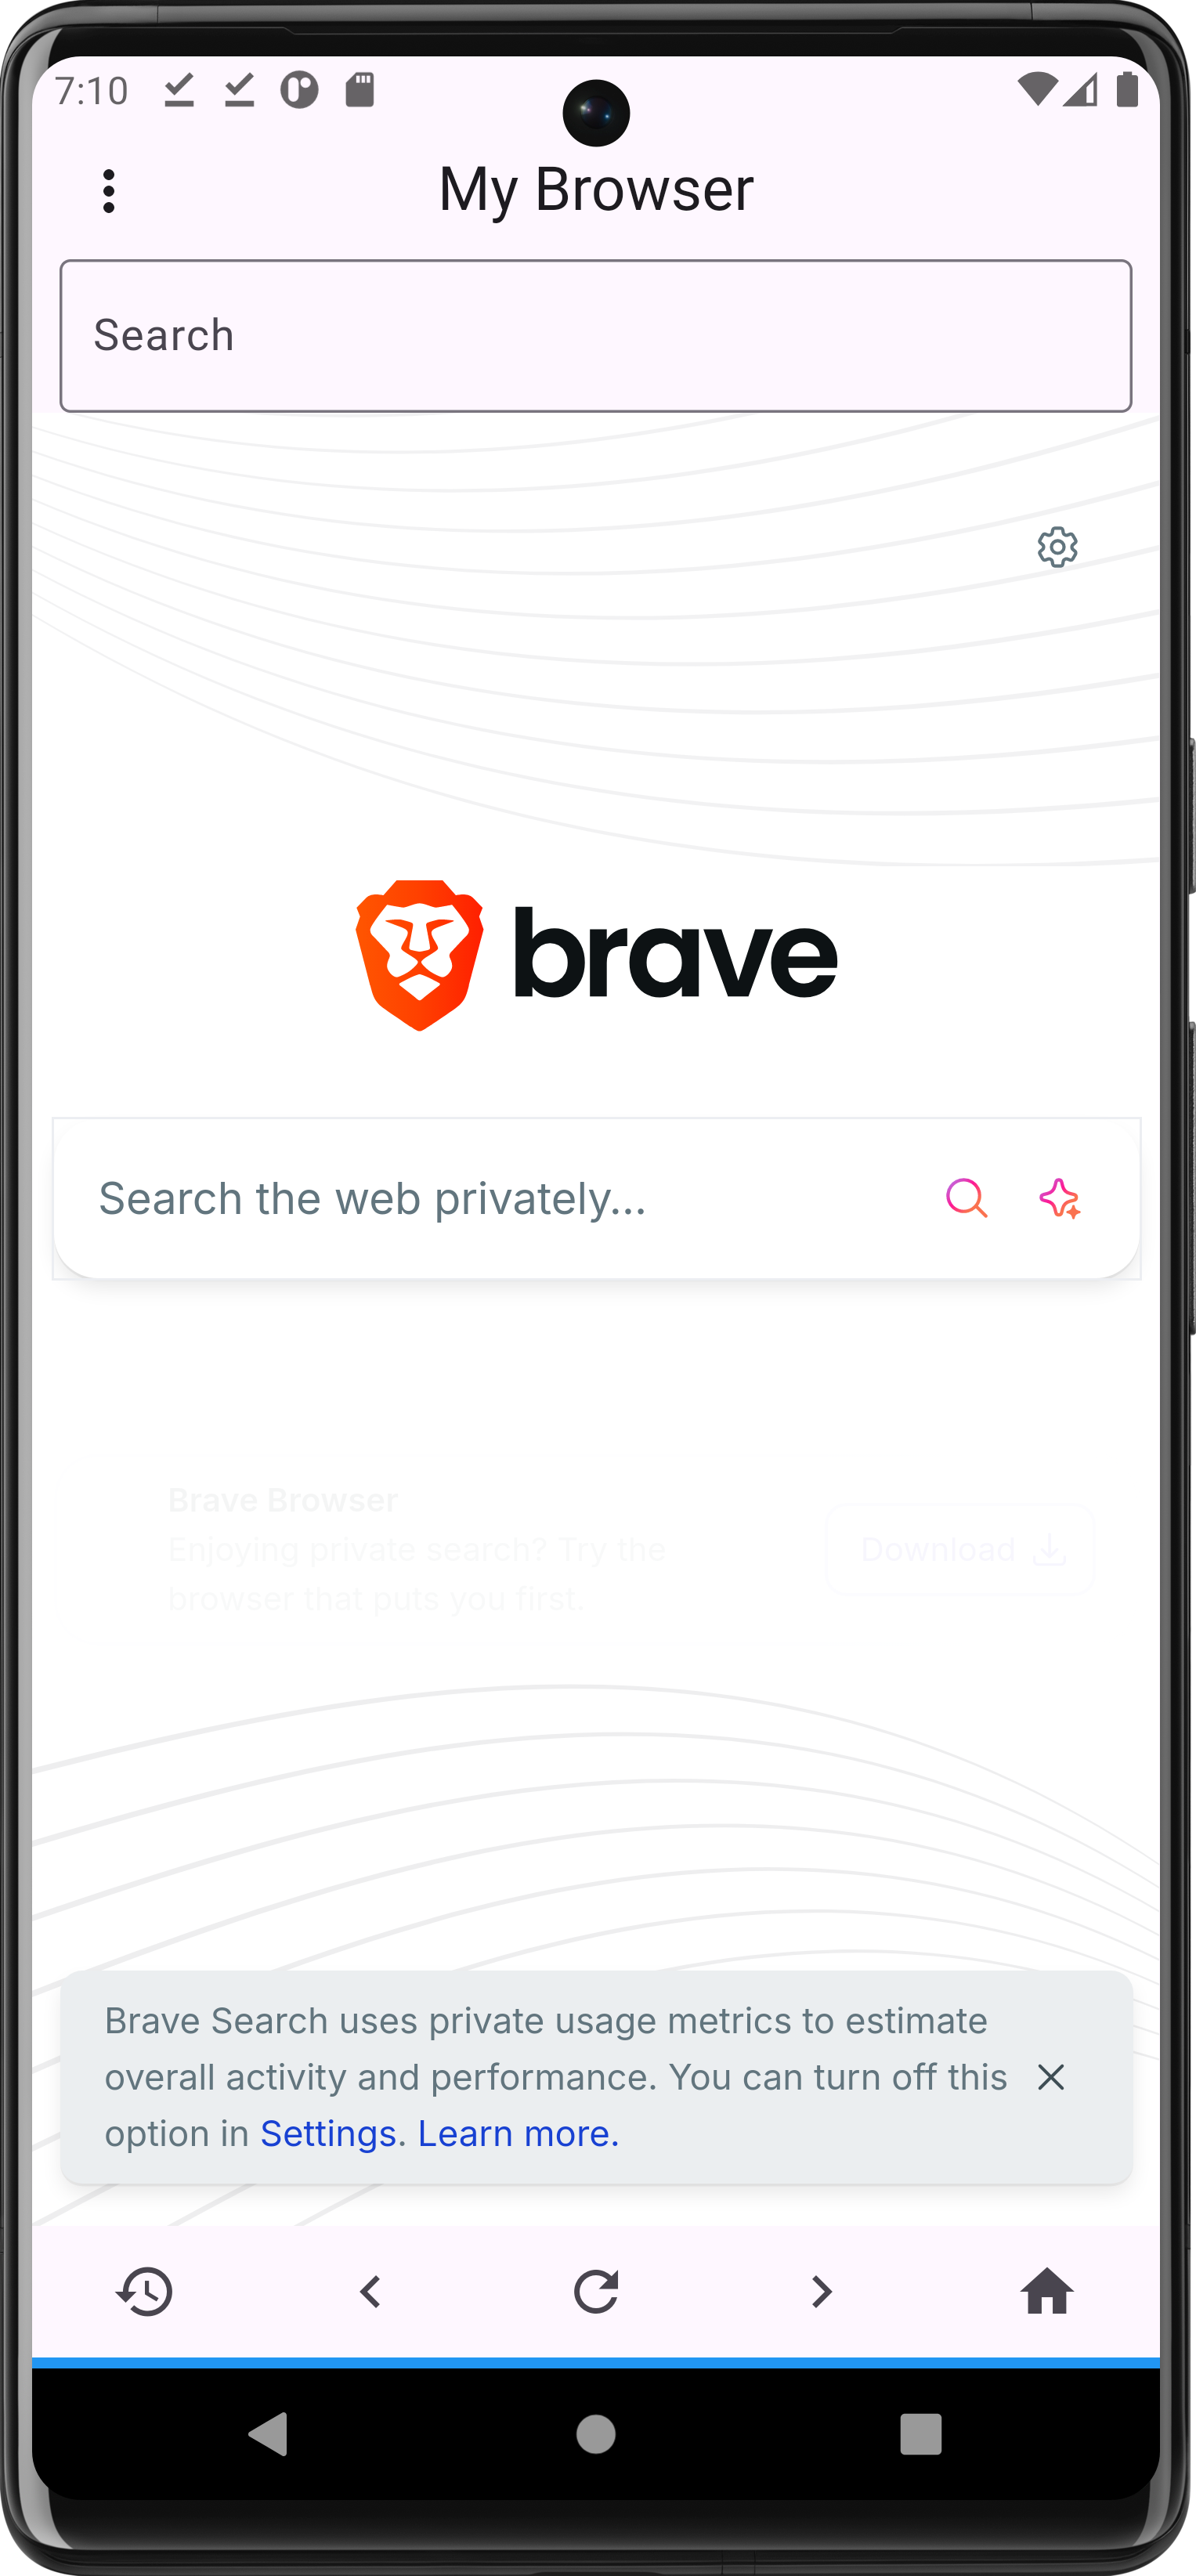 7:10
My Browser
Search
brave
Search the web privately...
Brave Browser
Enjoying private search? Try the
browser that puts you first.
Download
Brave Search uses private usage metrics to estimate
overall activity and performance. You can turn off this
option in Settings. Learn more.